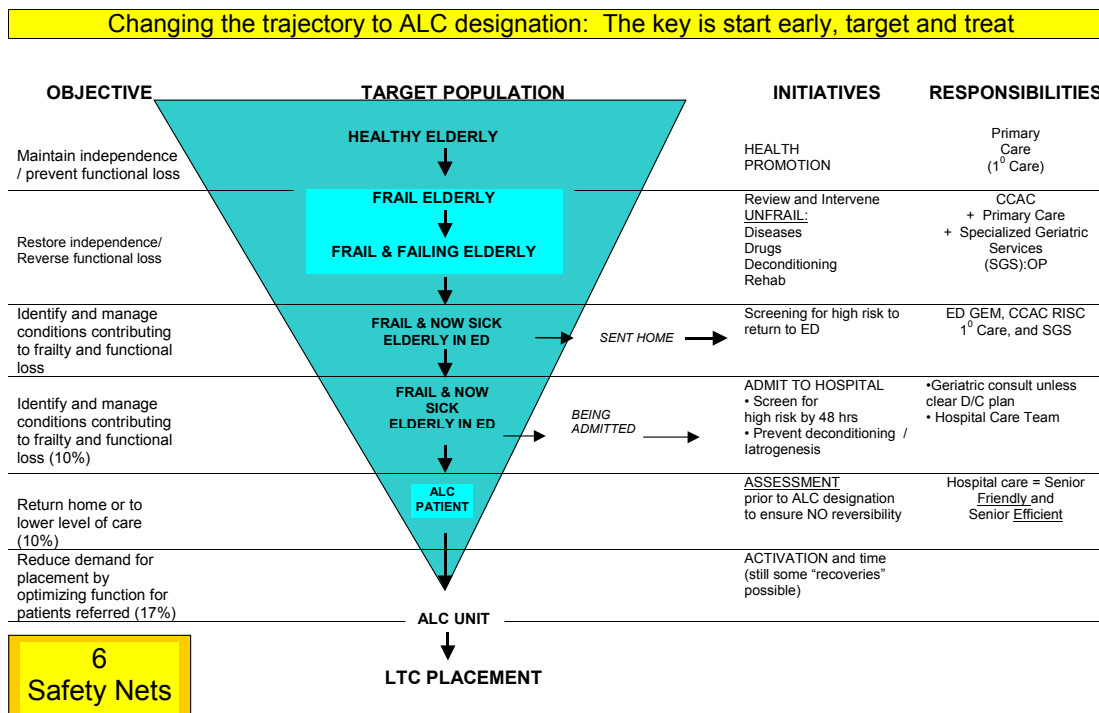 Changing the trajectory to ALC designation:  The key is start early, target and treat
OBJECTIVE
TARGET POPULATION
INITIATIVES
RESPONSIBILITIES
Maintain independence
/ prevent functional loss
HEALTHY ELDERLY
HEALTH
PROMOTION
Primary
Care
(1⁰ Care)
Restore independence/
Reverse functional loss
FRAIL ELDERLY
FRAIL & FAILING ELDERLY
Review and Intervene
UNFRAIL:
Diseases
Drugs
Deconditioning
Rehab
CCAC
+ Primary Care
+ Specialized Geriatric
Services
(SGS):OP
Identify and manage
conditions contributing
to frailty and functional
loss
FRAIL & NOW SICK
ELDERLY IN ED
SENT HOME
Screening for high risk to
return to ED
ED GEM, CCAC RISC
1⁰ Care, and SGS
Identify and manage
conditions contributing
to frailty and functional
loss (10%)
FRAIL & NOW
SICK
ELDERLY IN ED
BEING
ADMITTED
ADMIT TO HOSPITAL
• Screen for
high risk by 48 hrs
• Prevent deconditioning /
Iatrogenesis
•Geriatric consult unless
clear D/C plan
• Hospital Care Team
Return home or to
lower level of care
(10%)
ALC
PATIENT
ASSESSMENT
prior to ALC designation
to ensure NO reversibility
Hospital care = Senior
Friendly and
Senior Efficient
Reduce demand for
placement by
optimizing function for
patients referred (17%)
ACTIVATION and time
(still some “recoveries”
possible)
ALC UNIT
LTC PLACEMENT
6
Safety Nets